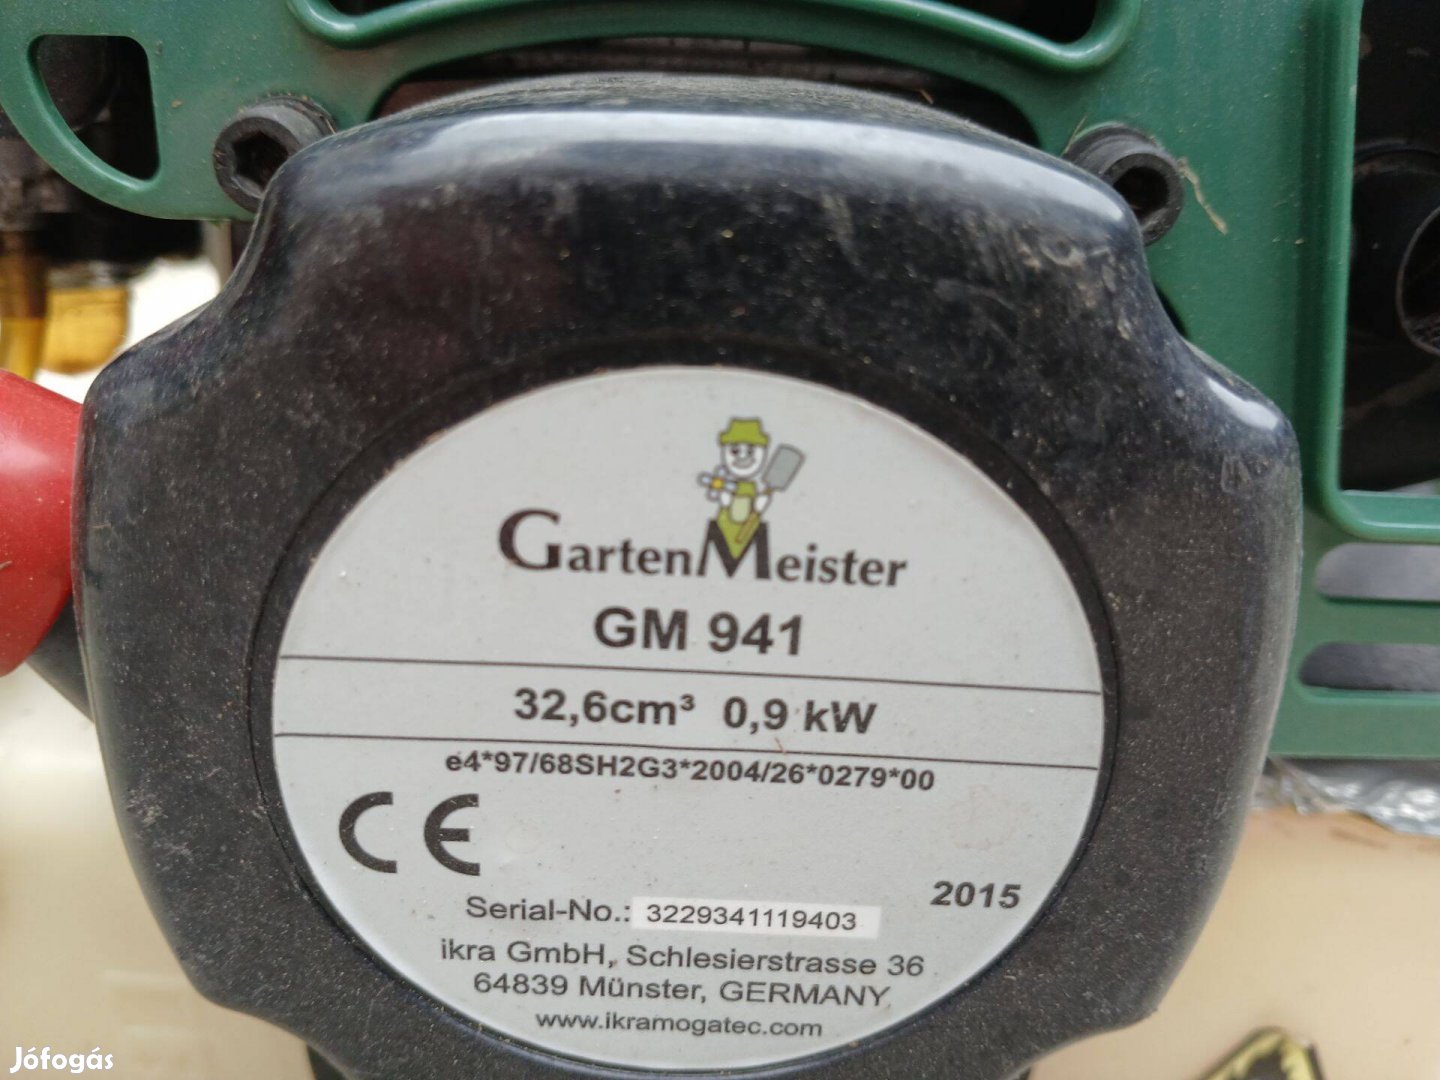 GartenMeister
GM 941
32,6cm³ 0,9 kW
e4*97/68SH2G3*2004/26*0279*00
CE
2015
Serial-No.: 3229341119403
ikra GmbH, Schlesierstrasse 36
64839 Münster, GERMANY
www.ikramogatec.com
Jófogás